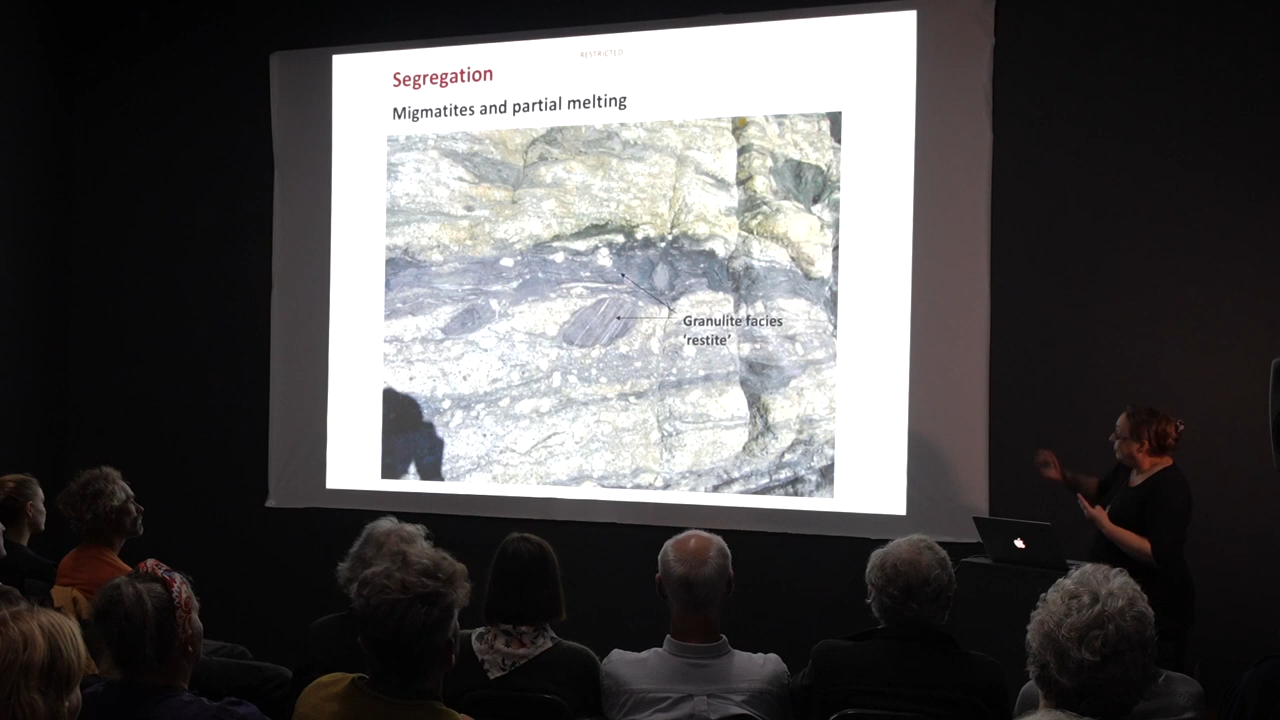 RESTRICTED
Segregation
Migmatites and partial melting
Granulite facies
‘restite’